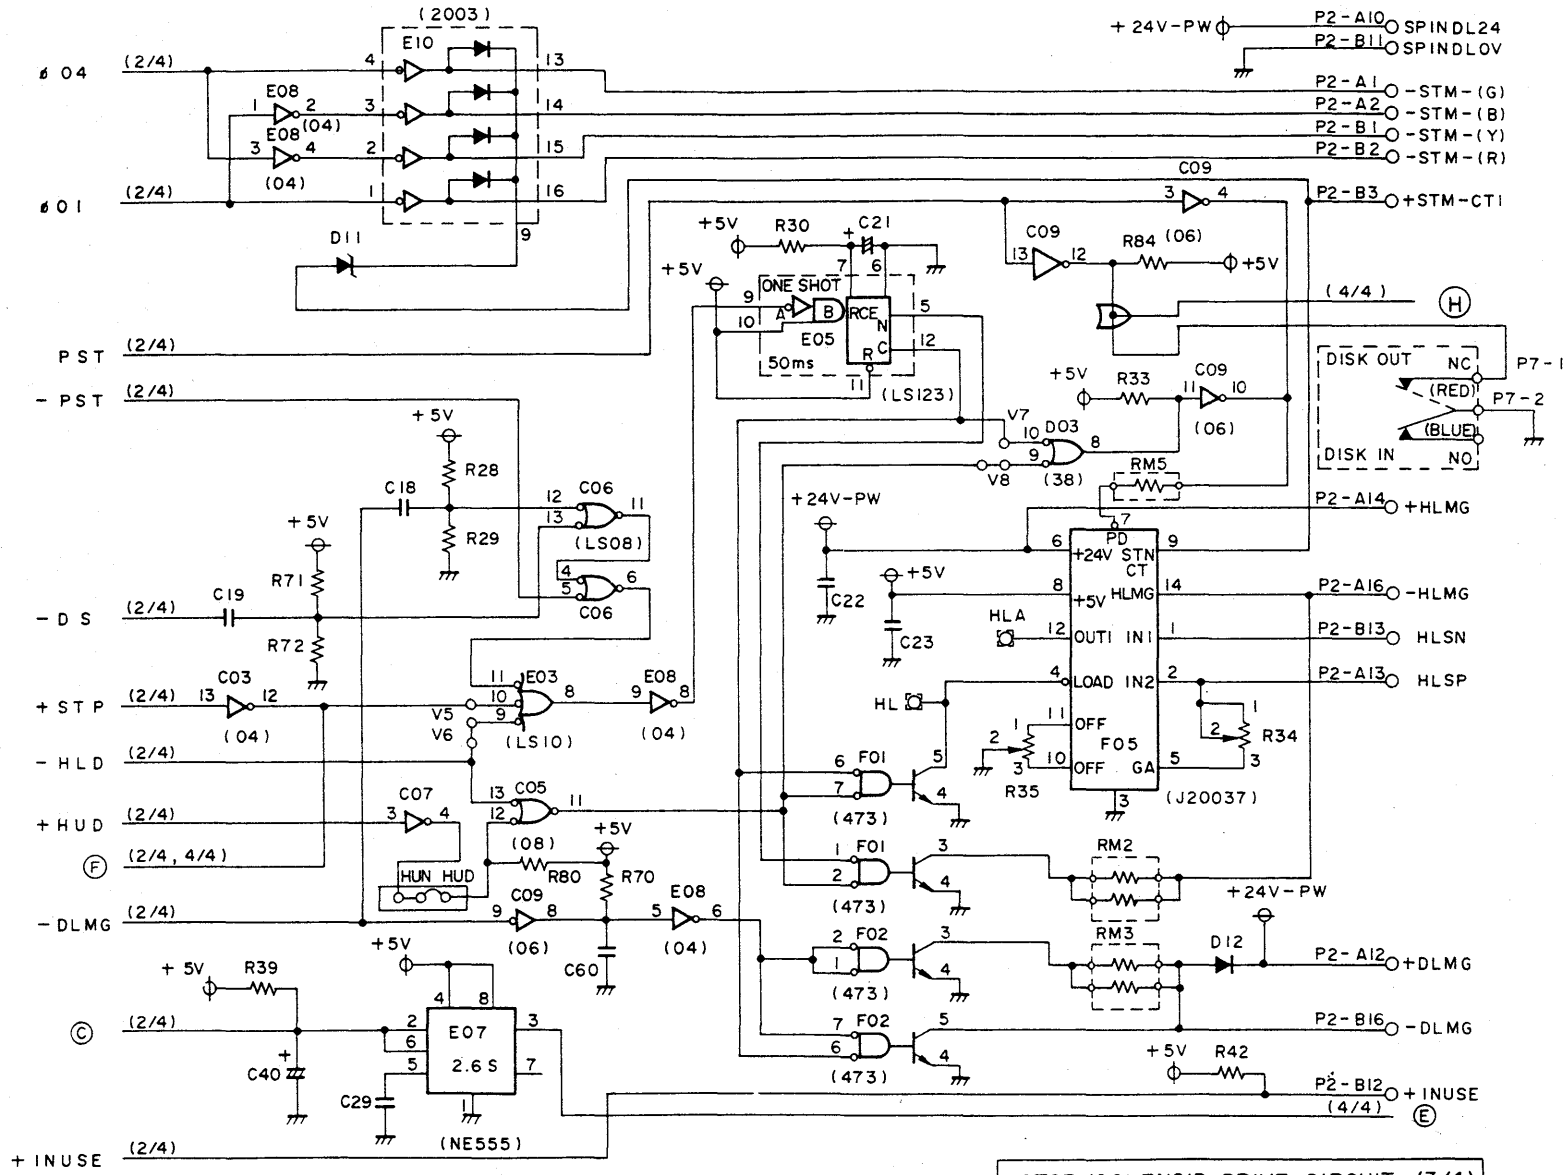 (2003)
+24V-PW
P2-A10
SPINDL24
P2-B11
SPINDL0V
E10
ø04
(2/4)
4
13
P2-A1
-STM-(G)
E08
1
2
(04)
3
14
P2-A2
-STM-(B)
E08
3
4
(04)
2
15
P2-B1
-STM-(Y)
P2-B2
-STM-(R)
ø01
(2/4)
1
16
C09
3
4
(06)
P2-B3
+STM-CT1
9
D11
+5V
R30
+
C21
7
6
C09
13
12
R84
+5V
+5V
ONE SHOT
9
A
B
RCE
N
5
10
E05
R
C
12
50ms
11
(LS123)
(4/4)
H
PST
(2/4)
DISK OUT
NC
P7-1
(RED)
P7-2
(BLUE)
DISK IN
NO
-PST
(2/4)
+5V
R33
C09
11
10
(06)
+5V
R28
V7
10
D03
8
9
V8
(38)
RM5
C18
C06
12
11
13
(LS08)
R29
+24V-PW
P2-A14
+HLMG
+5V
R71
4
6
5
C06
7
PD
6
+24V
STN
9
CT
+5V
C22
8
+5V
HLMG
14
P2-A16
-HLMG
-DS
(2/4)
C19
R72
C23
HLA
12
OUT1
IN1
1
P2-B13
HLSN
C03
11
E03
E08
4
LOAD
IN2
2
P2-A13
HLSP
+STP
(2/4)
13
12
(04)
V5
10
8
9
8
V6
9
(LS10)
(04)
HL
1
11
OFF
1
2
2
R34
F05
3
10
OFF
GA
5
3
R35
3
(J20037)
-HLD
(2/4)
F01
6
5
7
4
(473)
C07
C05
13
11
12
(08)
+HUD
(2/4)
3
4
+5V
F
(2/4, 4/4)
R80
R70
HUN
HUD
F01
1
3
2
4
(473)
RM2
+24V-PW
-DLMG
(2/4)
C09
9
8
(06)
E08
5
6
(04)
C60
F02
2
3
1
4
(473)
RM3
D12
P2-A12
+DLMG
+5V
+5V
R39
4
8
C
(2/4)
2
E07
3
6
2.6S
5
7
+
C40
C29
1
(NE555)
F02
7
5
6
4
(473)
P2-B16
-DLMG
+5V
R42
P2-B12
+INUSE
(4/4)
E
+INUSE
(2/4)